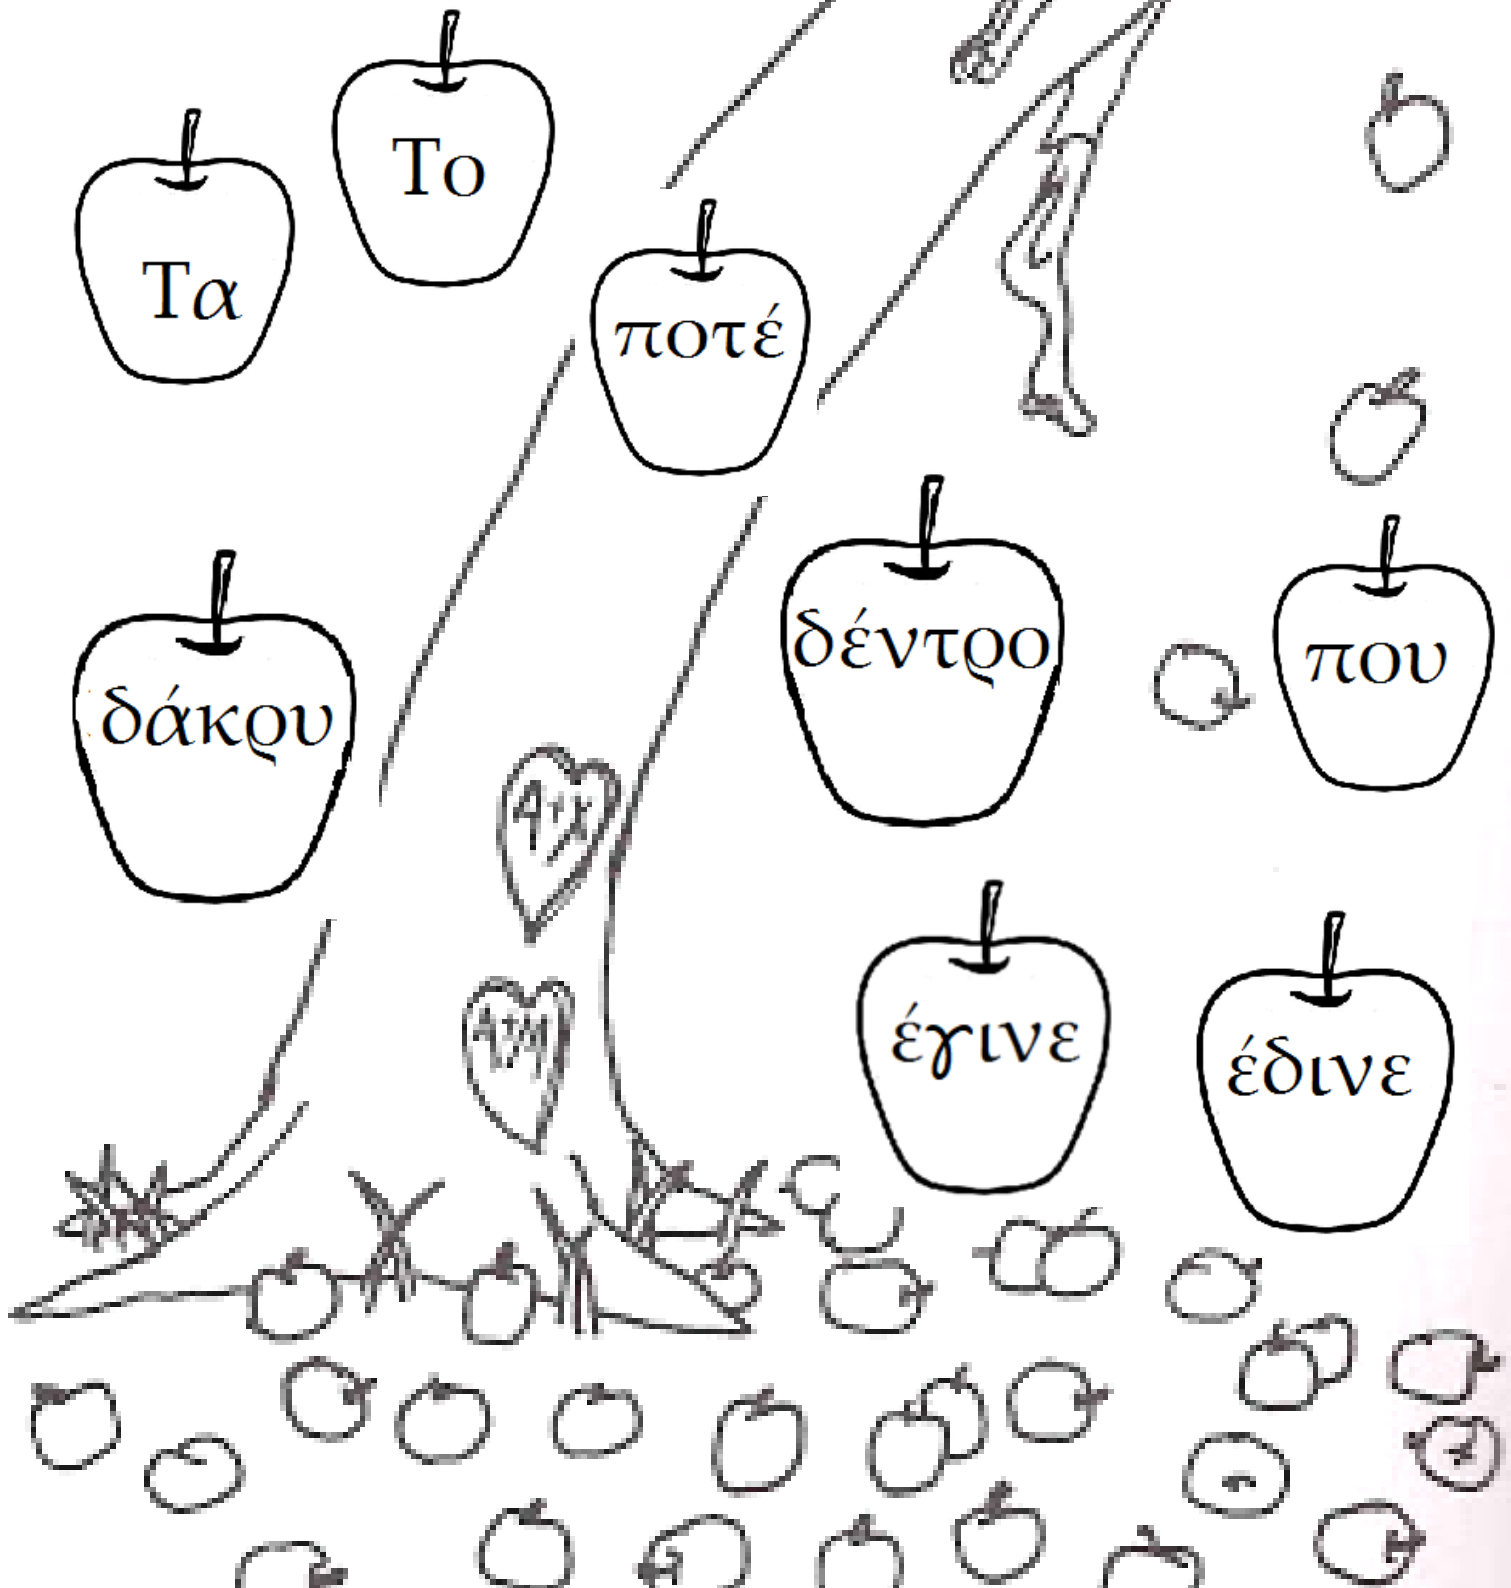 Το
Τα
ποτέ
δέντρο
που
δάκρυ
Α+Χ
έγινε
έδινε
Α+Μ